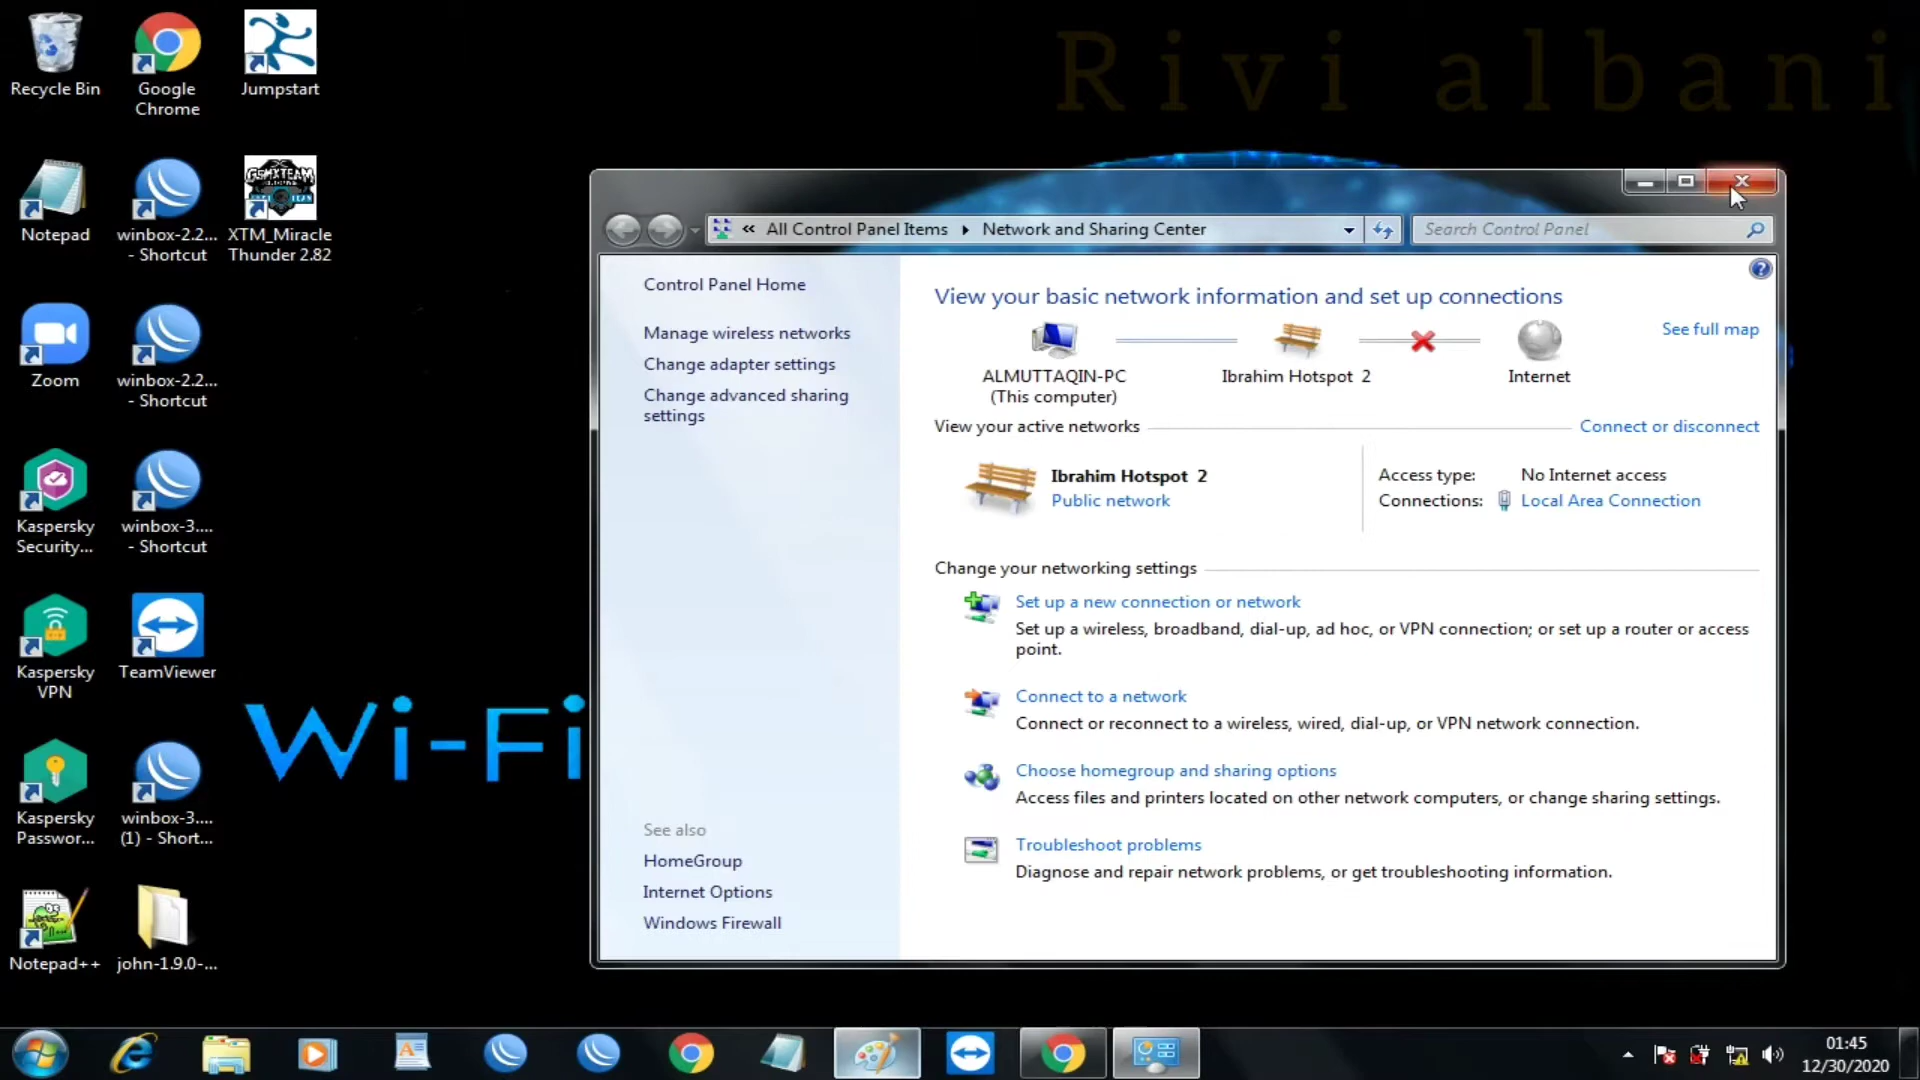 Rivi albani
Recycle Bin
Google
Chrome
Jumpstart
Notepad
winbox-2.2...
- Shortcut
GSMXTEAM
XTM_Miracle
Thunder 2.82
Zoom
winbox-2.2...
- Shortcut
Kaspersky
Security...
winbox-3....
- Shortcut
Kaspersky
VPN
TeamViewer
Kaspersky
Passwor...
winbox-3....
(1) - Short...
Notepad++
john-1.9.0-...
Wi-Fi
« All Control Panel Items Network and Sharing Center
Search Control Panel
Control Panel Home
Manage wireless networks
Change adapter settings
Change advanced sharing
settings
See also
HomeGroup
Internet Options
Windows Firewall
View your basic network information and set up connections
See full map
ALMUTTAQIN-PC
(This computer)
Ibrahim Hotspot 2
Internet
View your active networks
Connect or disconnect
Ibrahim Hotspot 2
Public network
Access type: No Internet access
Connections: Local Area Connection
Change your networking settings
Set up a new connection or network
Set up a wireless, broadband, dial-up, ad hoc, or VPN connection; or set up a router or access
point.
Connect to a network
Connect or reconnect to a wireless, wired, dial-up, or VPN network connection.
Choose homegroup and sharing options
Access files and printers located on other network computers, or change sharing settings.
Troubleshoot problems
Diagnose and repair network problems, or get troubleshooting information.
01:45
12/30/2020